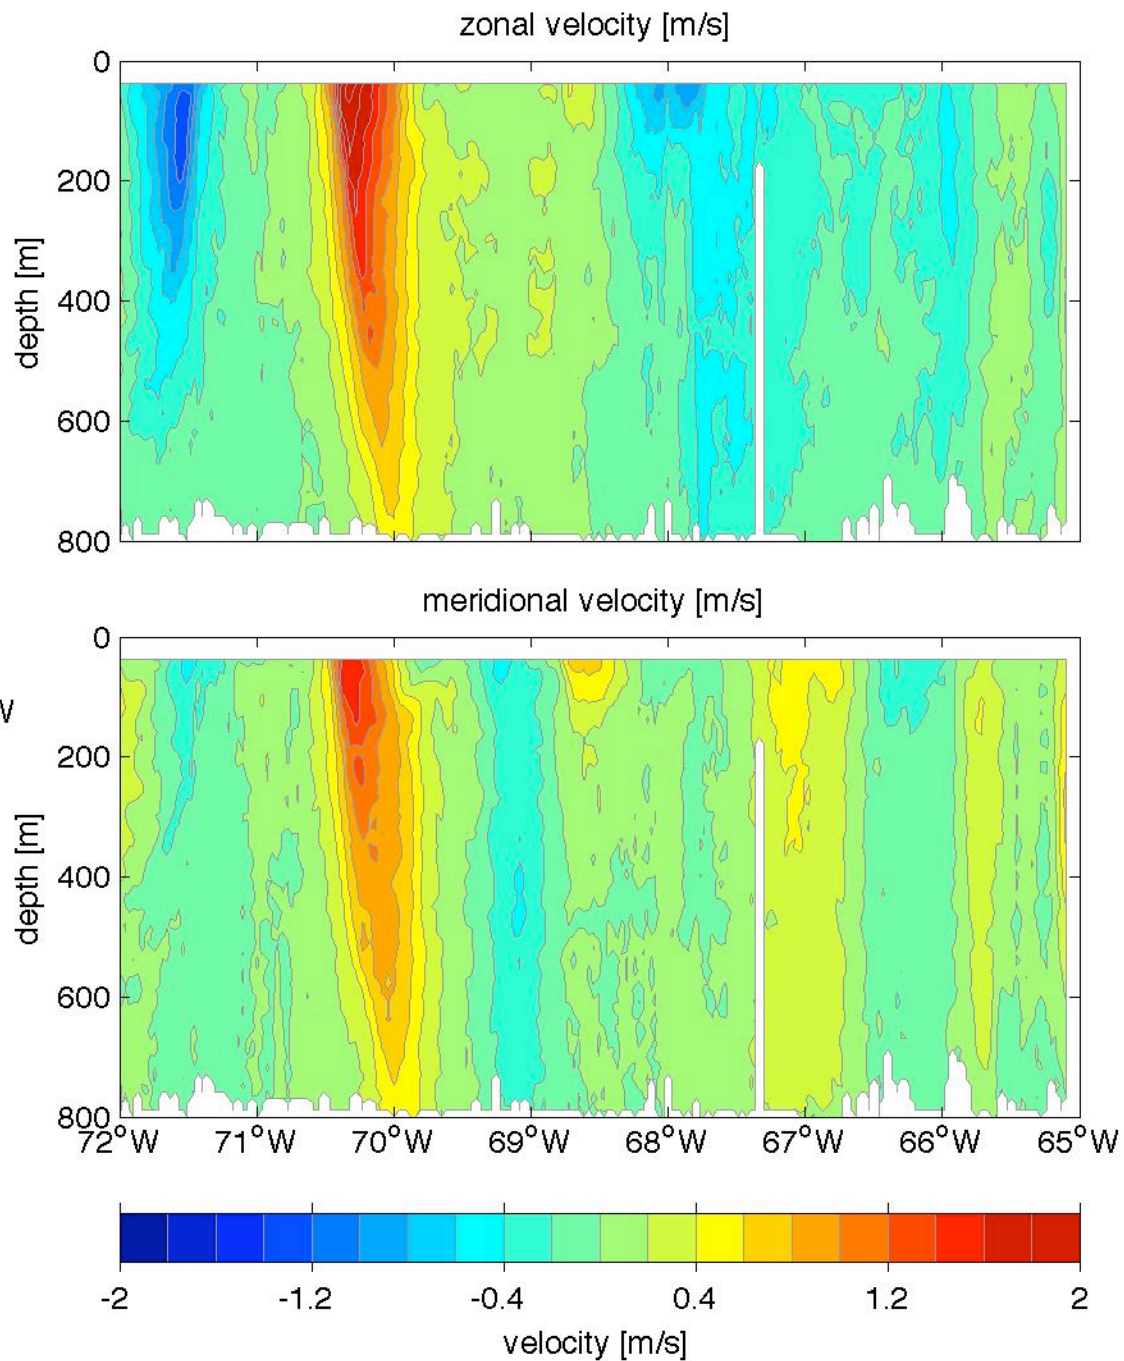 zonal velocity [m/s]
0
200
400
600
800
depth [m]
meridional velocity [m/s]
W
0
200
400
600
800
depth [m]
72°W 71°W 70°W 69°W 68°W 67°W 66°W 65°W
-2 -1.2 -0.4 0.4 1.2 2
velocity [m/s]